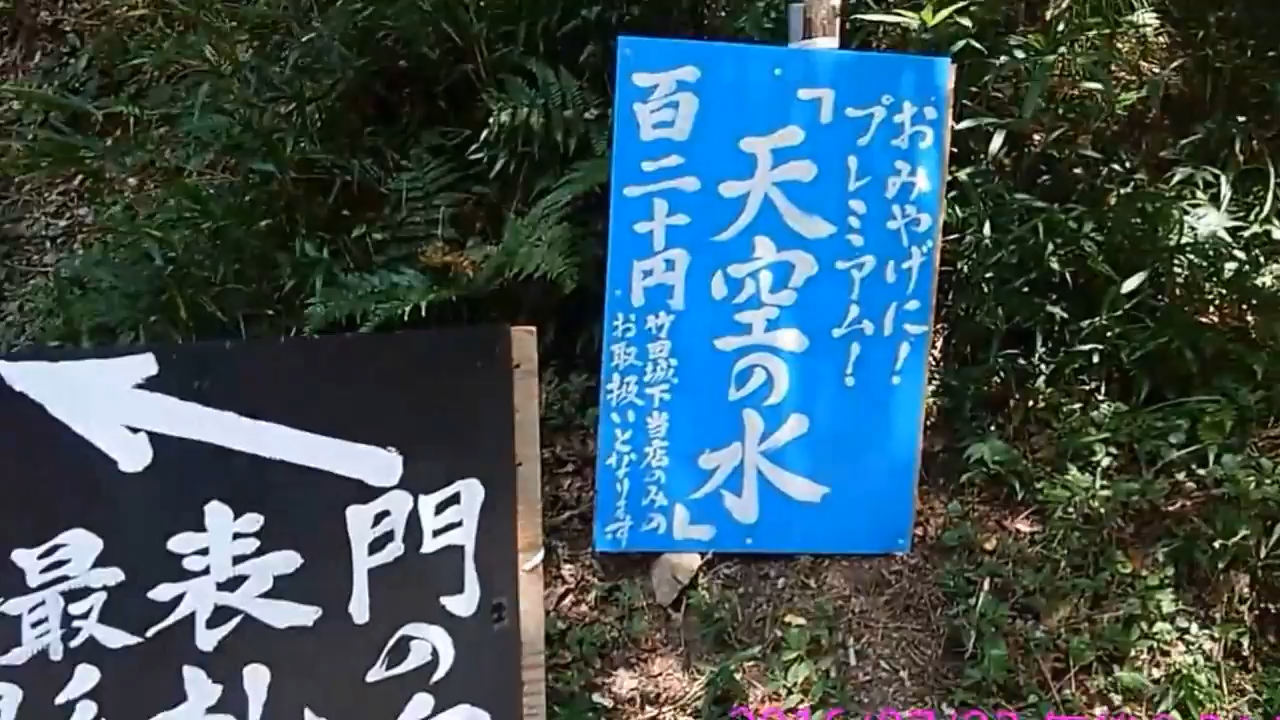 おみやげに！
プレミアム！
「天空の水」
百二十円
竹田城下当店のみの
お取扱いとなります
門の
表
最